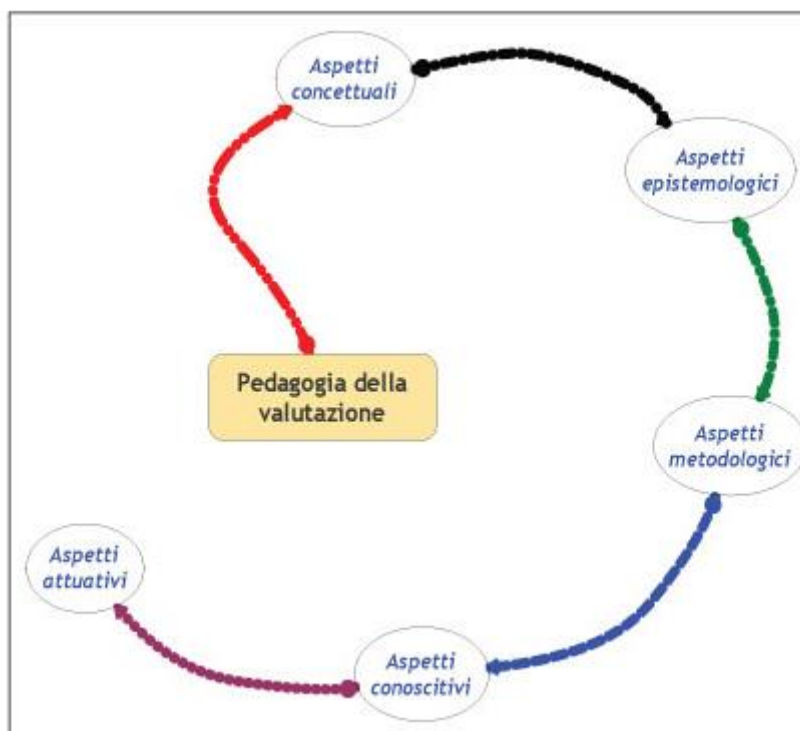 Aspetti
concettuali
Aspetti
epistemologici
Pedagogia della
valutazione
Aspetti
metodologici
Aspetti
attuativi
Aspetti
conoscitivi